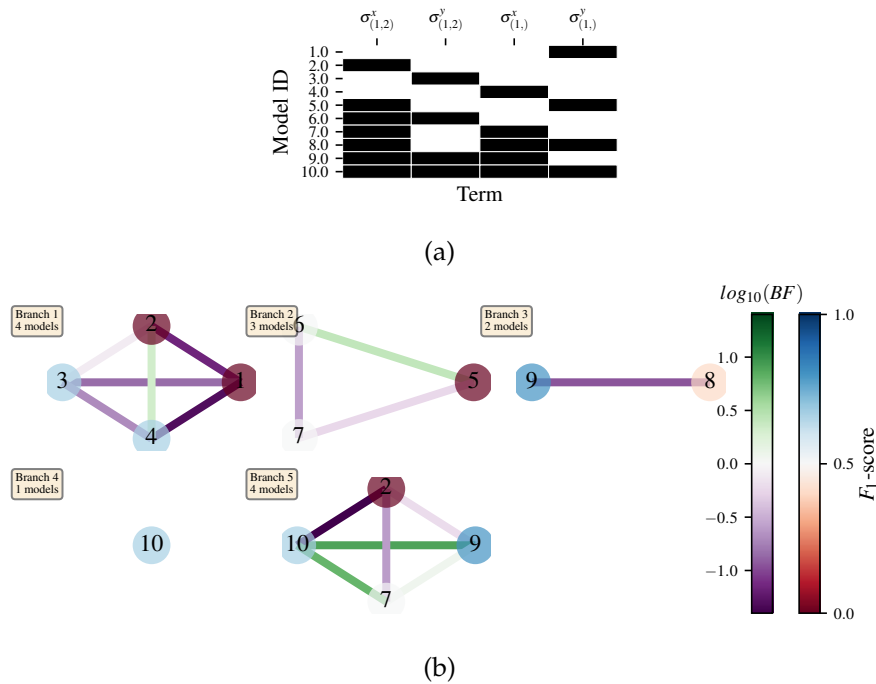 σ^x_(1,2) σ^y_(1,2) σ^x_(1,) σ^y_(1,)
Model ID
1.0
2.0
3.0
4.0
5.0
6.0
7.0
8.0
9.0
10.0
Term
(a)
Branch 1
4 models
2
3
1
4
Branch 2
3 models
6
5
7
Branch 3
2 models
9
8
Branch 4
1 models
10
Branch 5
4 models
2
10
9
7
log₁₀(BF)
1.0
0.5
0.0
−0.5
−1.0
1.0
0.5
0.0
F₁-score
(b)